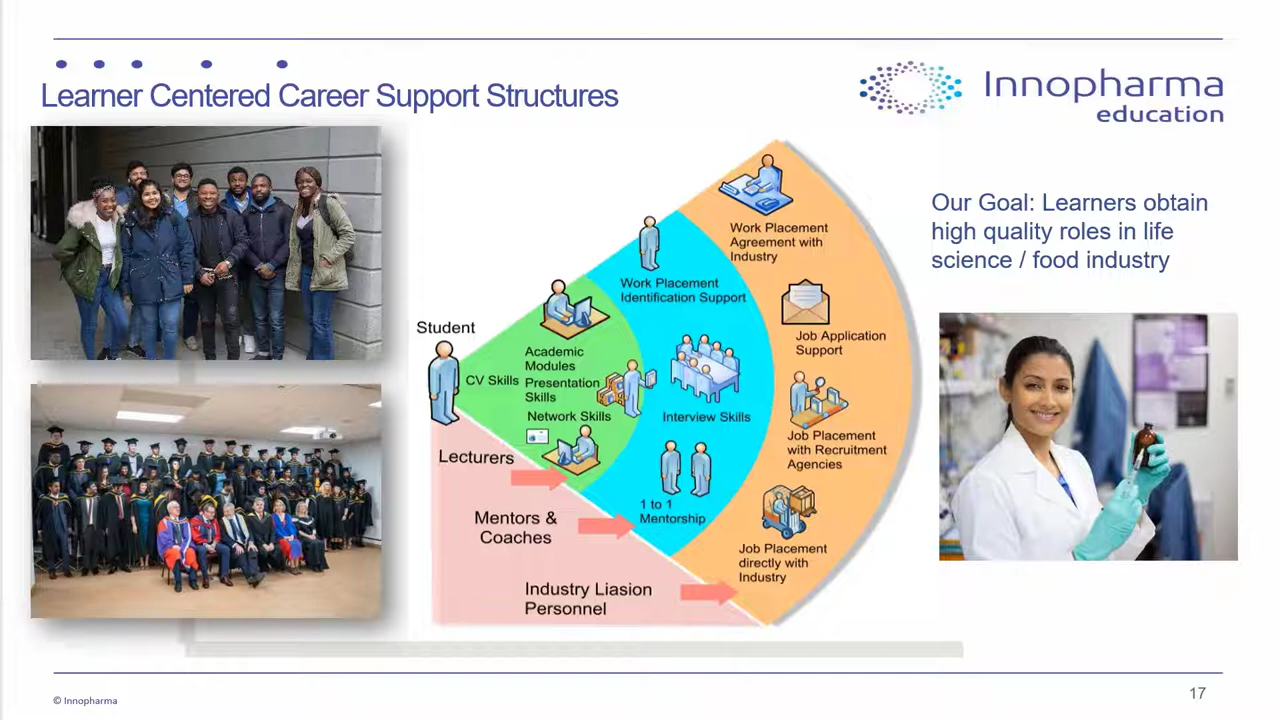 Learner Centered Career Support Structures
Innopharma
education
Our Goal: Learners obtain
high quality roles in life
science / food industry
Student
CV Skills
Academic
Modules
Presentation
Skills
Network Skills
Work Placement
Identification Support
Interview Skills
1 to 1
Mentorship
Work Placement
Agreement with
Industry
Job Application
Support
Job Placement
with Recruitment
Agencies
Job Placement
directly with
Industry
Lecturers
Mentors &
Coaches
Industry Liasion
Personnel
© Innopharma
17